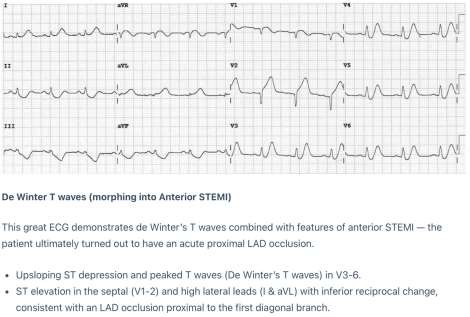 I aVR V1 V4
II aVL V2 V5
III aVF V3 V6
De Winter T waves (morphing into Anterior STEMI)
This great ECG demonstrates de Winter's T waves combined with features of anterior STEMI — the
patient ultimately turned out to have an acute proximal LAD occlusion.
• Upsloping ST depression and peaked T waves (De Winter's T waves) in V3-6.
• ST elevation in the septal (V1-2) and high lateral leads (I & aVL) with inferior reciprocal change,
consistent with an LAD occlusion proximal to the first diagonal branch.